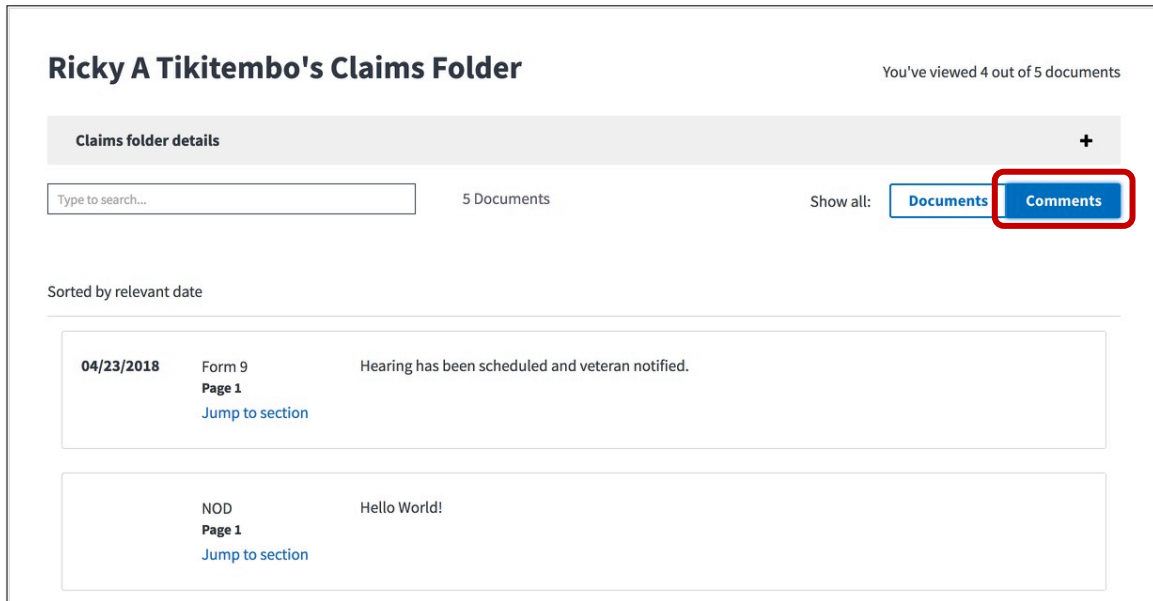 Ricky A Tikitembo's Claims Folder
You've viewed 4 out of 5 documents
Claims folder details +
Type to search...
5 Documents
Show all: Documents Comments
Sorted by relevant date
04/23/2018
Form 9
Page 1
Jump to section
Hearing has been scheduled and veteran notified.
NOD
Page 1
Jump to section
Hello World!